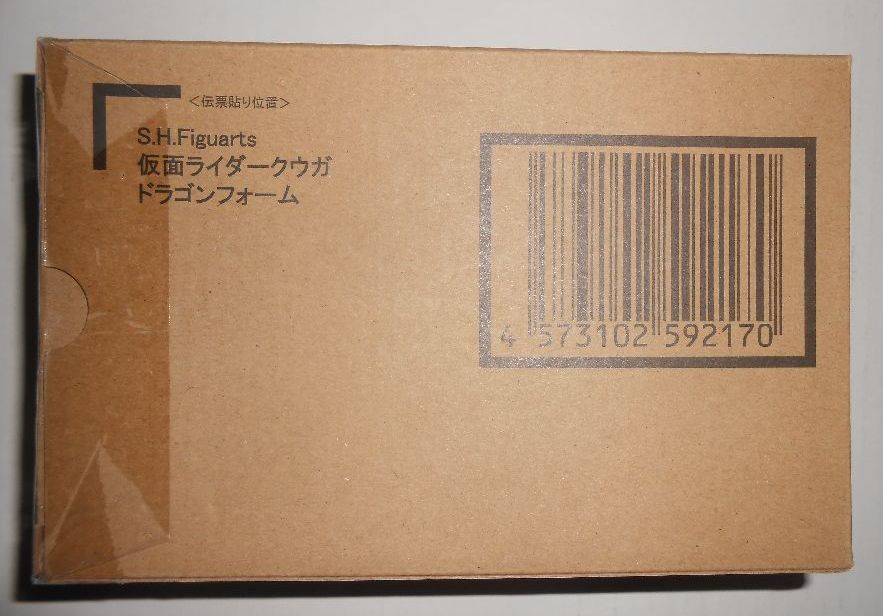 <伝票貼り位置>
S.H.Figuarts
仮面ライダークウガ
ドラゴンフォーム
4 573102 592170